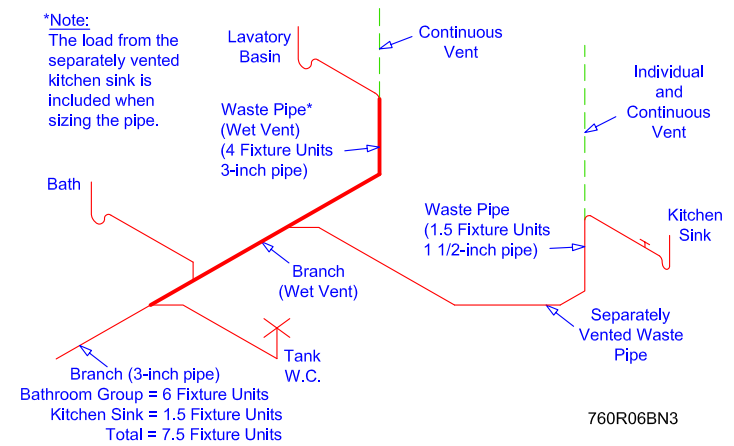 *Note:
The load from the
separately vented
kitchen sink is
included when
sizing the pipe.
Lavatory
Basin
Continuous
Vent
Individual
and
Continuous
Vent
Waste Pipe*
(Wet Vent)
(4 Fixture Units
3-inch pipe)
Bath
Waste Pipe
(1.5 Fixture Units
1 1/2-inch pipe)
Kitchen
Sink
Branch
(Wet Vent)
Separately
Vented Waste
Pipe
Tank
W.C.
Branch (3-inch pipe)
Bathroom Group = 6 Fixture Units
Kitchen Sink = 1.5 Fixture Units
Total = 7.5 Fixture Units
760R06BN3